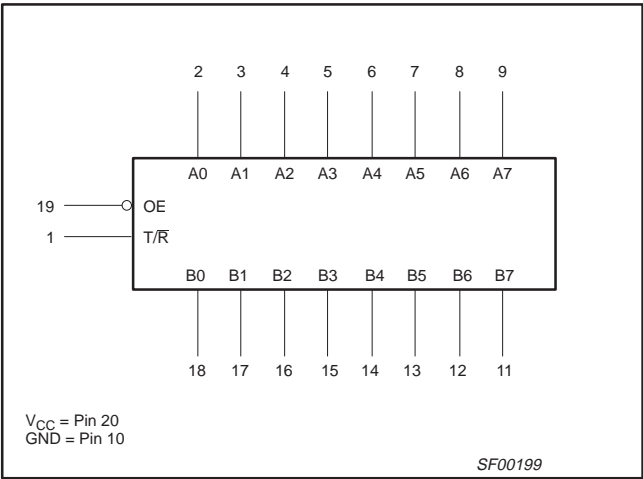 2 3 4 5 6 7 8 9
A0 A1 A2 A3 A4 A5 A6 A7
19 OE
1 T/R̅
B0 B1 B2 B3 B4 B5 B6 B7
18 17 16 15 14 13 12 11
VCC = Pin 20
GND = Pin 10
SF00199